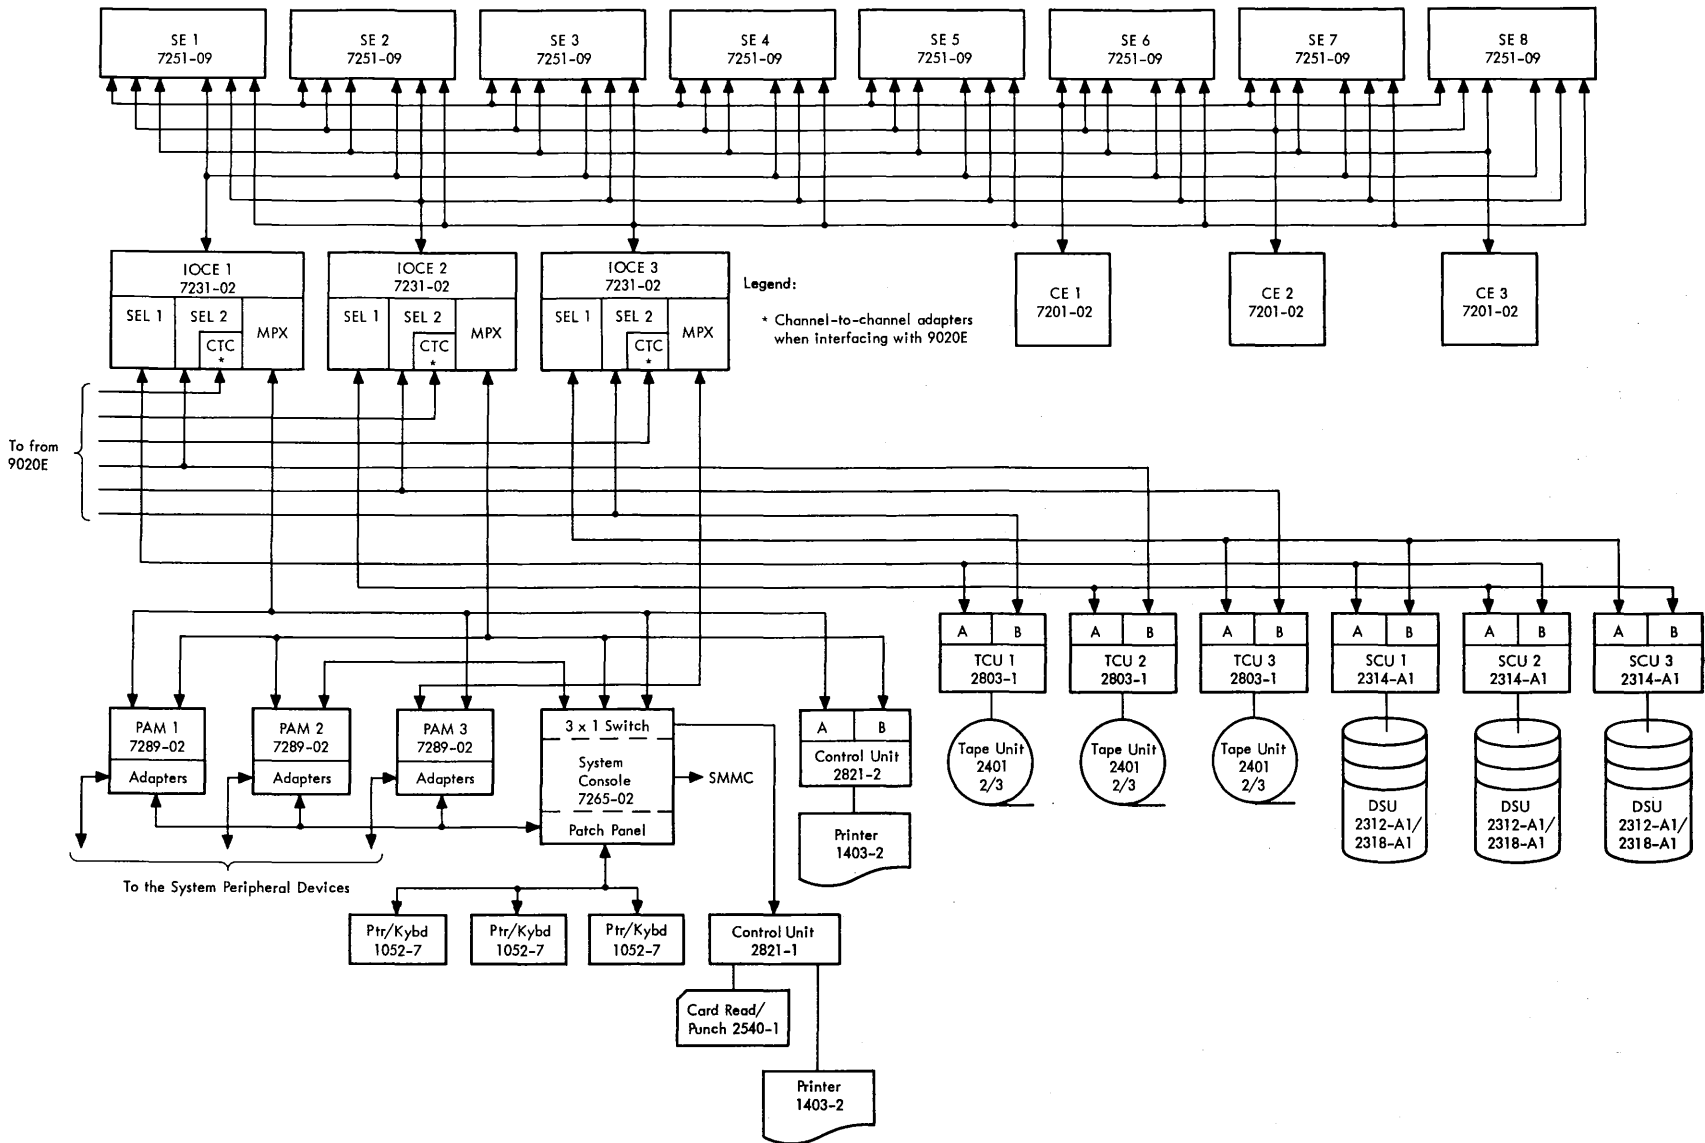 SE 1
7251-09
SE 2
7251-09
SE 3
7251-09
SE 4
7251-09
SE 5
7251-09
SE 6
7251-09
SE 7
7251-09
SE 8
7251-09
IOCE 1
7231-02
SEL 1
SEL 2
CTC
*
MPX
IOCE 2
7231-02
SEL 1
SEL 2
CTC
*
MPX
IOCE 3
7231-02
SEL 1
SEL 2
CTC
*
MPX
Legend:
* Channel-to-channel adapters
when interfacing with 9020E
CE 1
7201-02
CE 2
7201-02
CE 3
7201-02
To from
9020E
A
B
TCU 1
2803-1
A
B
TCU 2
2803-1
A
B
TCU 3
2803-1
A
B
SCU 1
2314-A1
A
B
SCU 2
2314-A1
A
B
SCU 3
2314-A1
PAM 1
7289-02
Adapters
PAM 2
7289-02
Adapters
PAM 3
7289-02
Adapters
3 x 1 Switch
System
Console
7265-02
Patch Panel
SMMC
A
B
Control Unit
2821-2
Printer
1403-2
Tape Unit
2401
2/3
Tape Unit
2401
2/3
Tape Unit
2401
2/3
DSU
2312-A1/
2318-A1
DSU
2312-A1/
2318-A1
DSU
2312-A1/
2318-A1
To the System Peripheral Devices
Ptr/Kybd
1052-7
Ptr/Kybd
1052-7
Ptr/Kybd
1052-7
Control Unit
2821-1
Card Read/
Punch 2540-1
Printer
1403-2